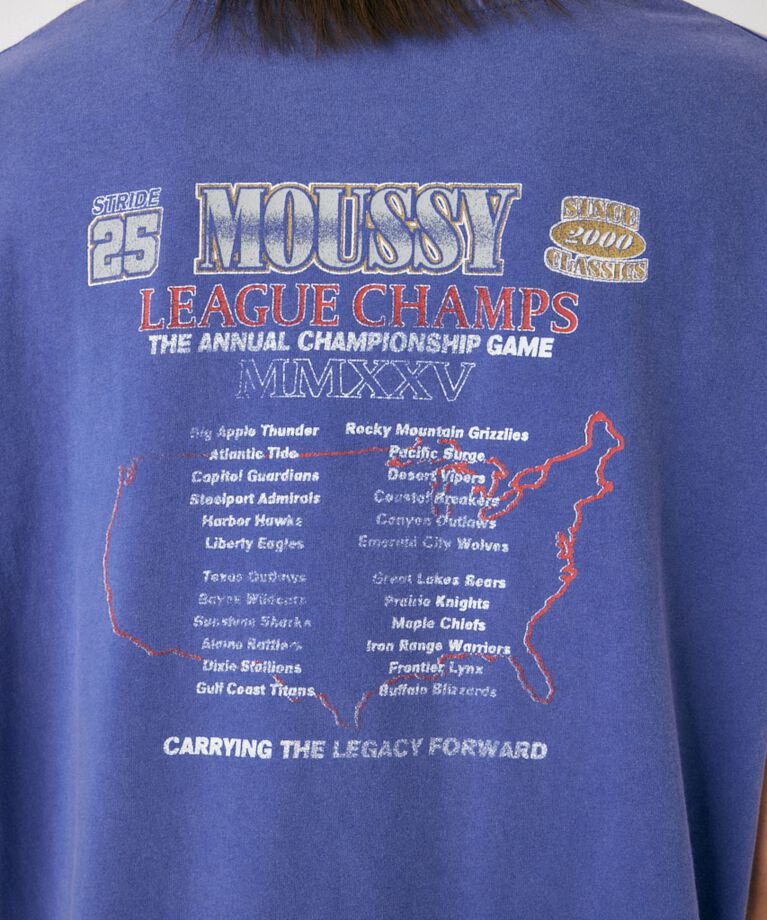 STRIDE
25
MOUSSY
SINCE
2000
CLASSICS
LEAGUE CHAMPS
THE ANNUAL CHAMPIONSHIP GAME
MMXXV
Big Apple Thunder
Atlantic Tide
Capitol Guardians
Steelport Admirals
Harbor Hawks
Liberty Eagles
Texas Outlaws
Bayou Wildcats
Sunshine Sharks
Alamo Rattlers
Dixie Stallions
Gulf Coast Titans
Rocky Mountain Grizzlies
Pacific Surge
Desert Vipers
Coastal Breakers
Canyon Outlaws
Emerald City Wolves
Great Lakes Bears
Prairie Knights
Maple Chiefs
Iron Range Warriors
Frontier Lynx
Buffalo Blizzards
CARRYING THE LEGACY FORWARD